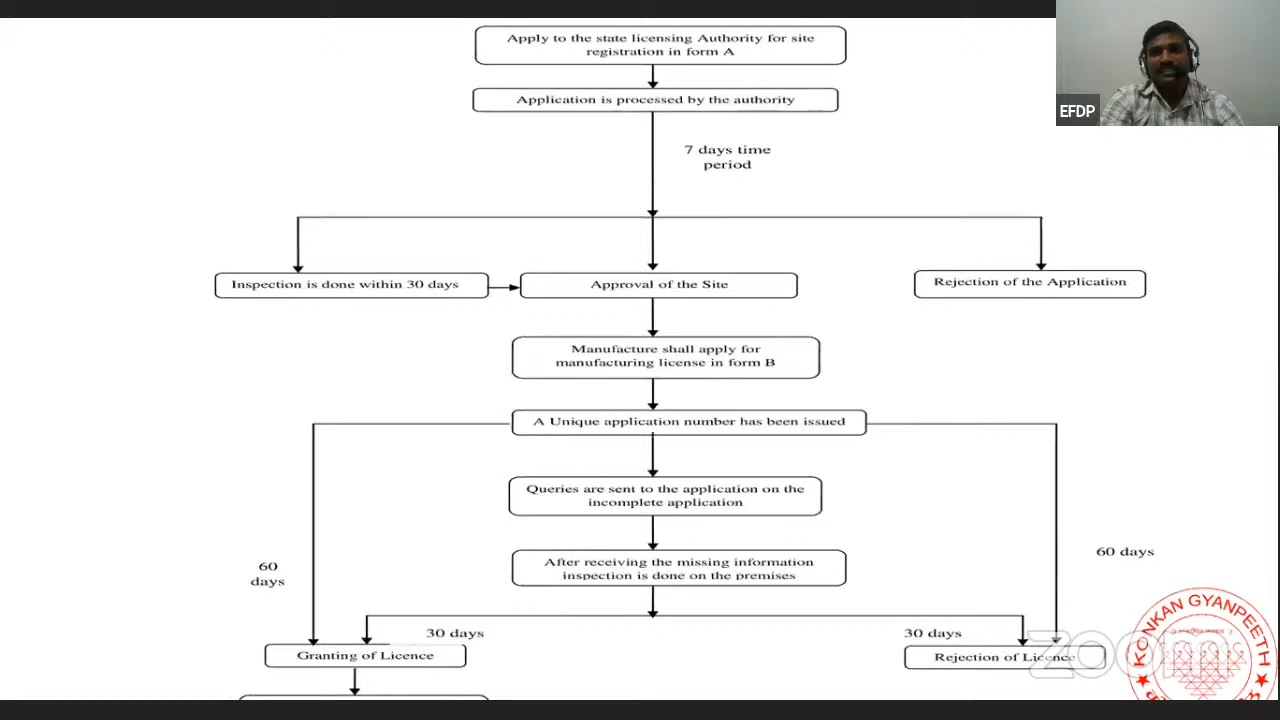 Apply to the state licensing Authority for site
registration in form A
EFDP
Application is processed by the authority
7 days time
period
Inspection is done within 30 days
Approval of the Site
Rejection of the Application
Manufacture shall apply for
manufacturing license in form B
A Unique application number has been issued
Queries are sent to the application on the
incomplete application
60 days
After receiving the missing information
inspection is done on the premises
60
days
30 days
30 days
Granting of Licence
Rejection of Licence
zoom
KONKAN GYANPEETH